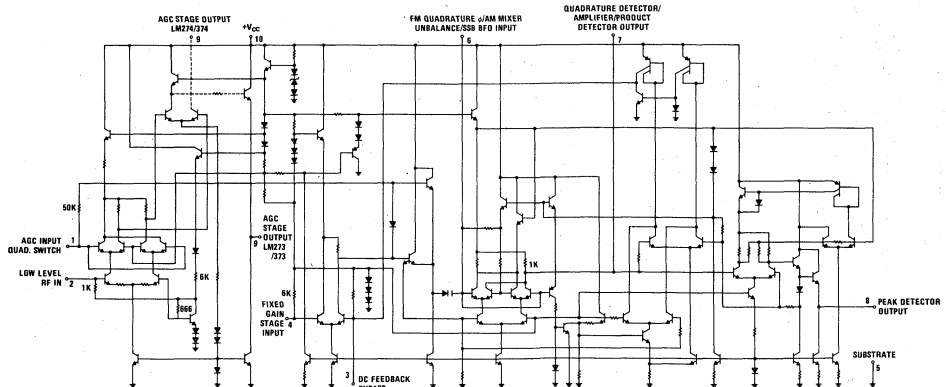 AGC STAGE OUTPUT
LM274/374
9
+VCC
10
FM QUADRATURE φ/AM MIXER
UNBALANCE/SSB BFO INPUT
6
QUADRATURE DETECTOR/
AMPLIFIER/PRODUCT
DETECTOR OUTPUT
7
50K
AGC INPUT
QUAD. SWITCH
1
LOW LEVEL
RF IN
2
1K
666
6K
9
AGC
STAGE
OUTPUT
LM273
/373
6K
FIXED
GAIN
STAGE
INPUT
4
3
DC FEEDBACK
1K
8
PEAK DETECTOR
OUTPUT
SUBSTRATE
5